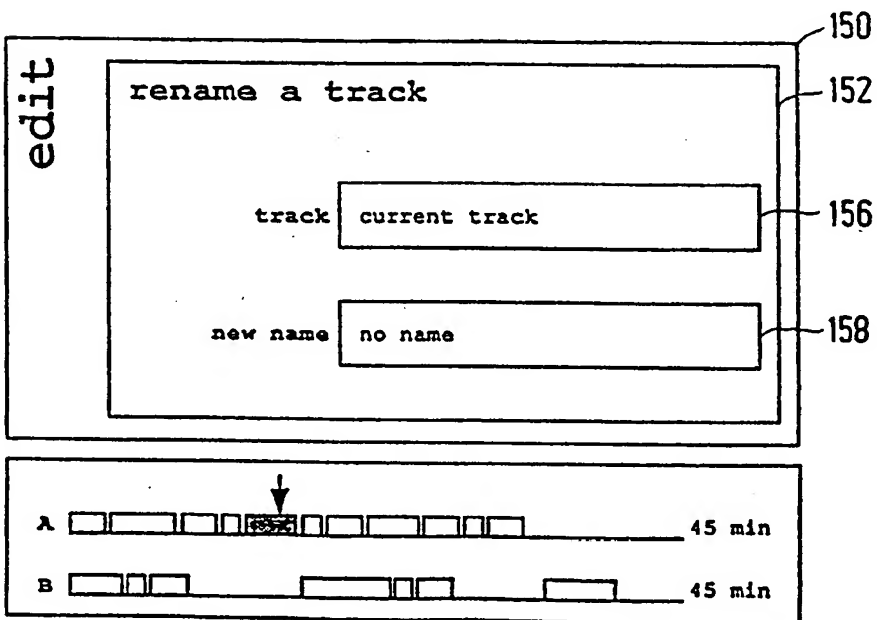 150
edit
rename a track
152
track current track
156
new name no name
158
A 45 min
B 45 min